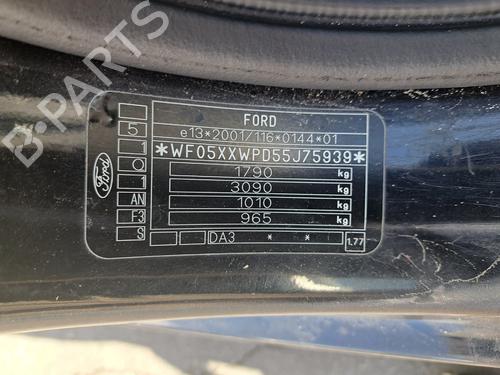 FORD
e13*2001/116*0144*01
*WF05XXWPD55J75939*
1790 kg
3090 kg
1010 kg
965 kg
DA3 * *
1.77
5
1
O
1
AN
F3
S
Ford
B-PARTS